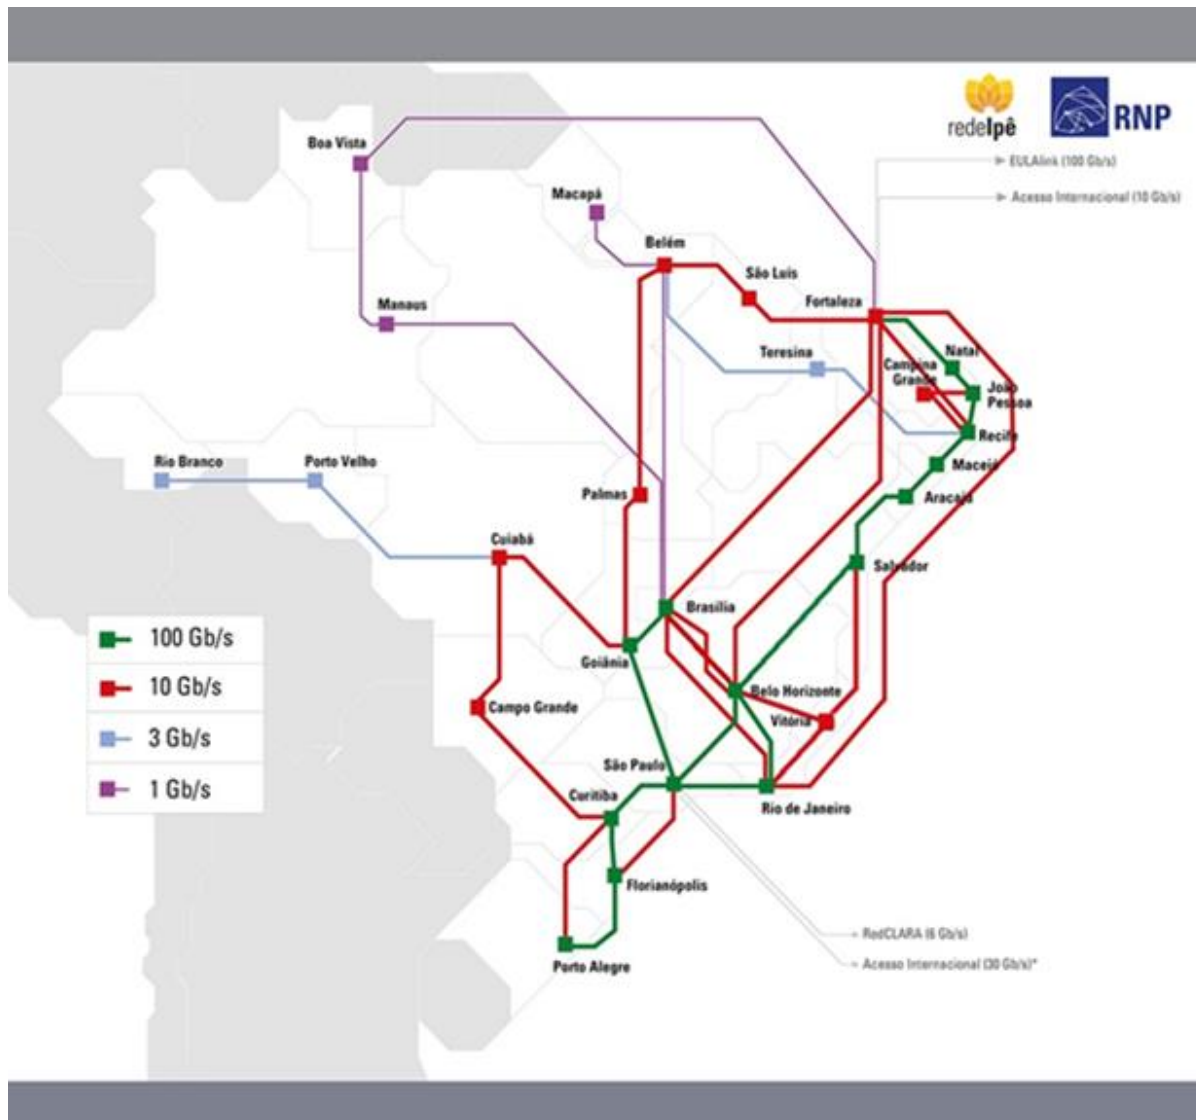 redeIpê
RNP
EULAlink (100 Gb/s)
Acesso Internacional (10 Gb/s)
Boa Vista
Macapá
Belém
São Luís
Fortaleza
Manaus
Teresina
Natal
Campina
Grande
João
Pessoa
Recife
Rio Branco
Porto Velho
Maceió
Palmas
Aracajú
Cuiabá
Salvador
Brasília
100 Gb/s
Goiânia
10 Gb/s
Belo Horizonte
Campo Grande
Vitória
3 Gb/s
São Paulo
1 Gb/s
Curitiba
Rio de Janeiro
Florianópolis
RedCLARA (6 Gb/s)
Porto Alegre
Acesso Internacional (30 Gb/s)*